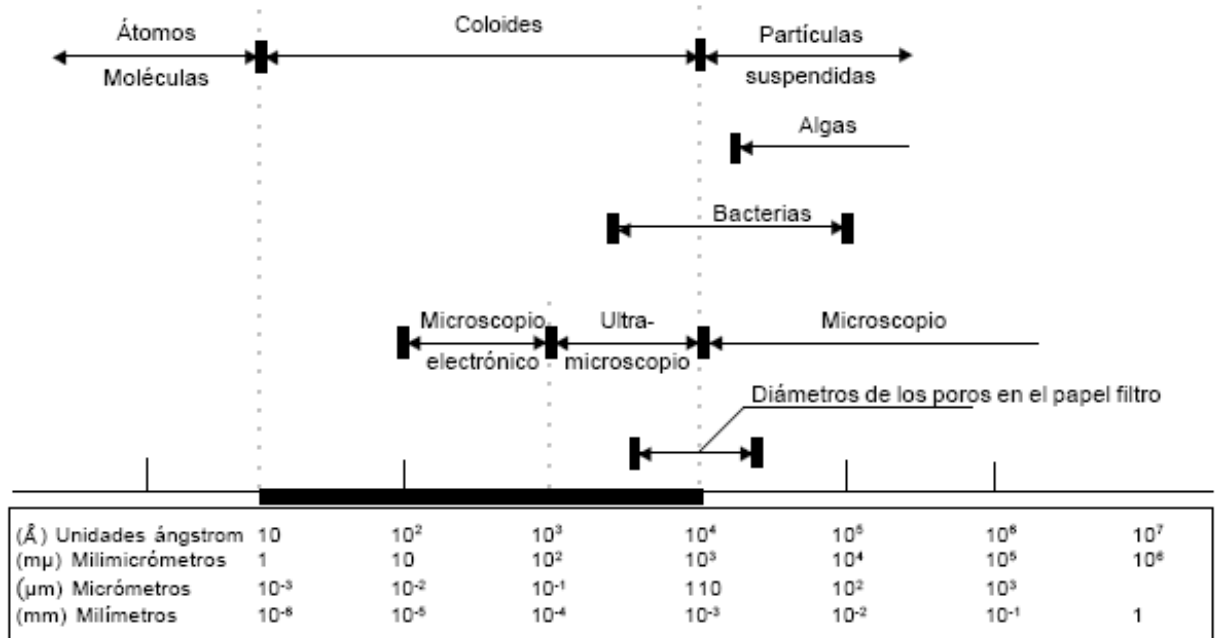 Átomos
Moléculas
Coloides
Partículas
suspendidas
Algas
Bacterias
Microscopio
electrónico
Ultra-
microscopio
Microscopio
Diámetros de los poros en el papel filtro
(Å) Unidades ángstrom 10 10² 10³ 10⁴ 10⁵ 10⁶ 10⁷
(mµ) Milimicrómetros 1 10 10² 10³ 10⁴ 10⁵ 10⁶
(µm) Micrómetros 10⁻³ 10⁻² 10⁻¹ 110 10² 10³
(mm) Milímetros 10⁻⁶ 10⁻⁵ 10⁻⁴ 10⁻³ 10⁻² 10⁻¹ 1